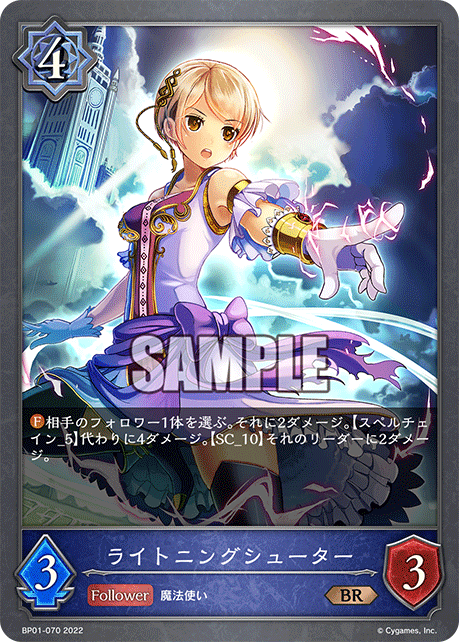 4
SAMPLE
F 相手のフォロワー1体を選ぶ。それに2ダメージ。【スペルチェ
イン_5】代わりに4ダメージ。【SC_10】それのリーダーに2ダメー
ジ。
ライトニングシューター
3 Follower 魔法使い BR 3
BP01-070 2022 © Cygames, Inc.